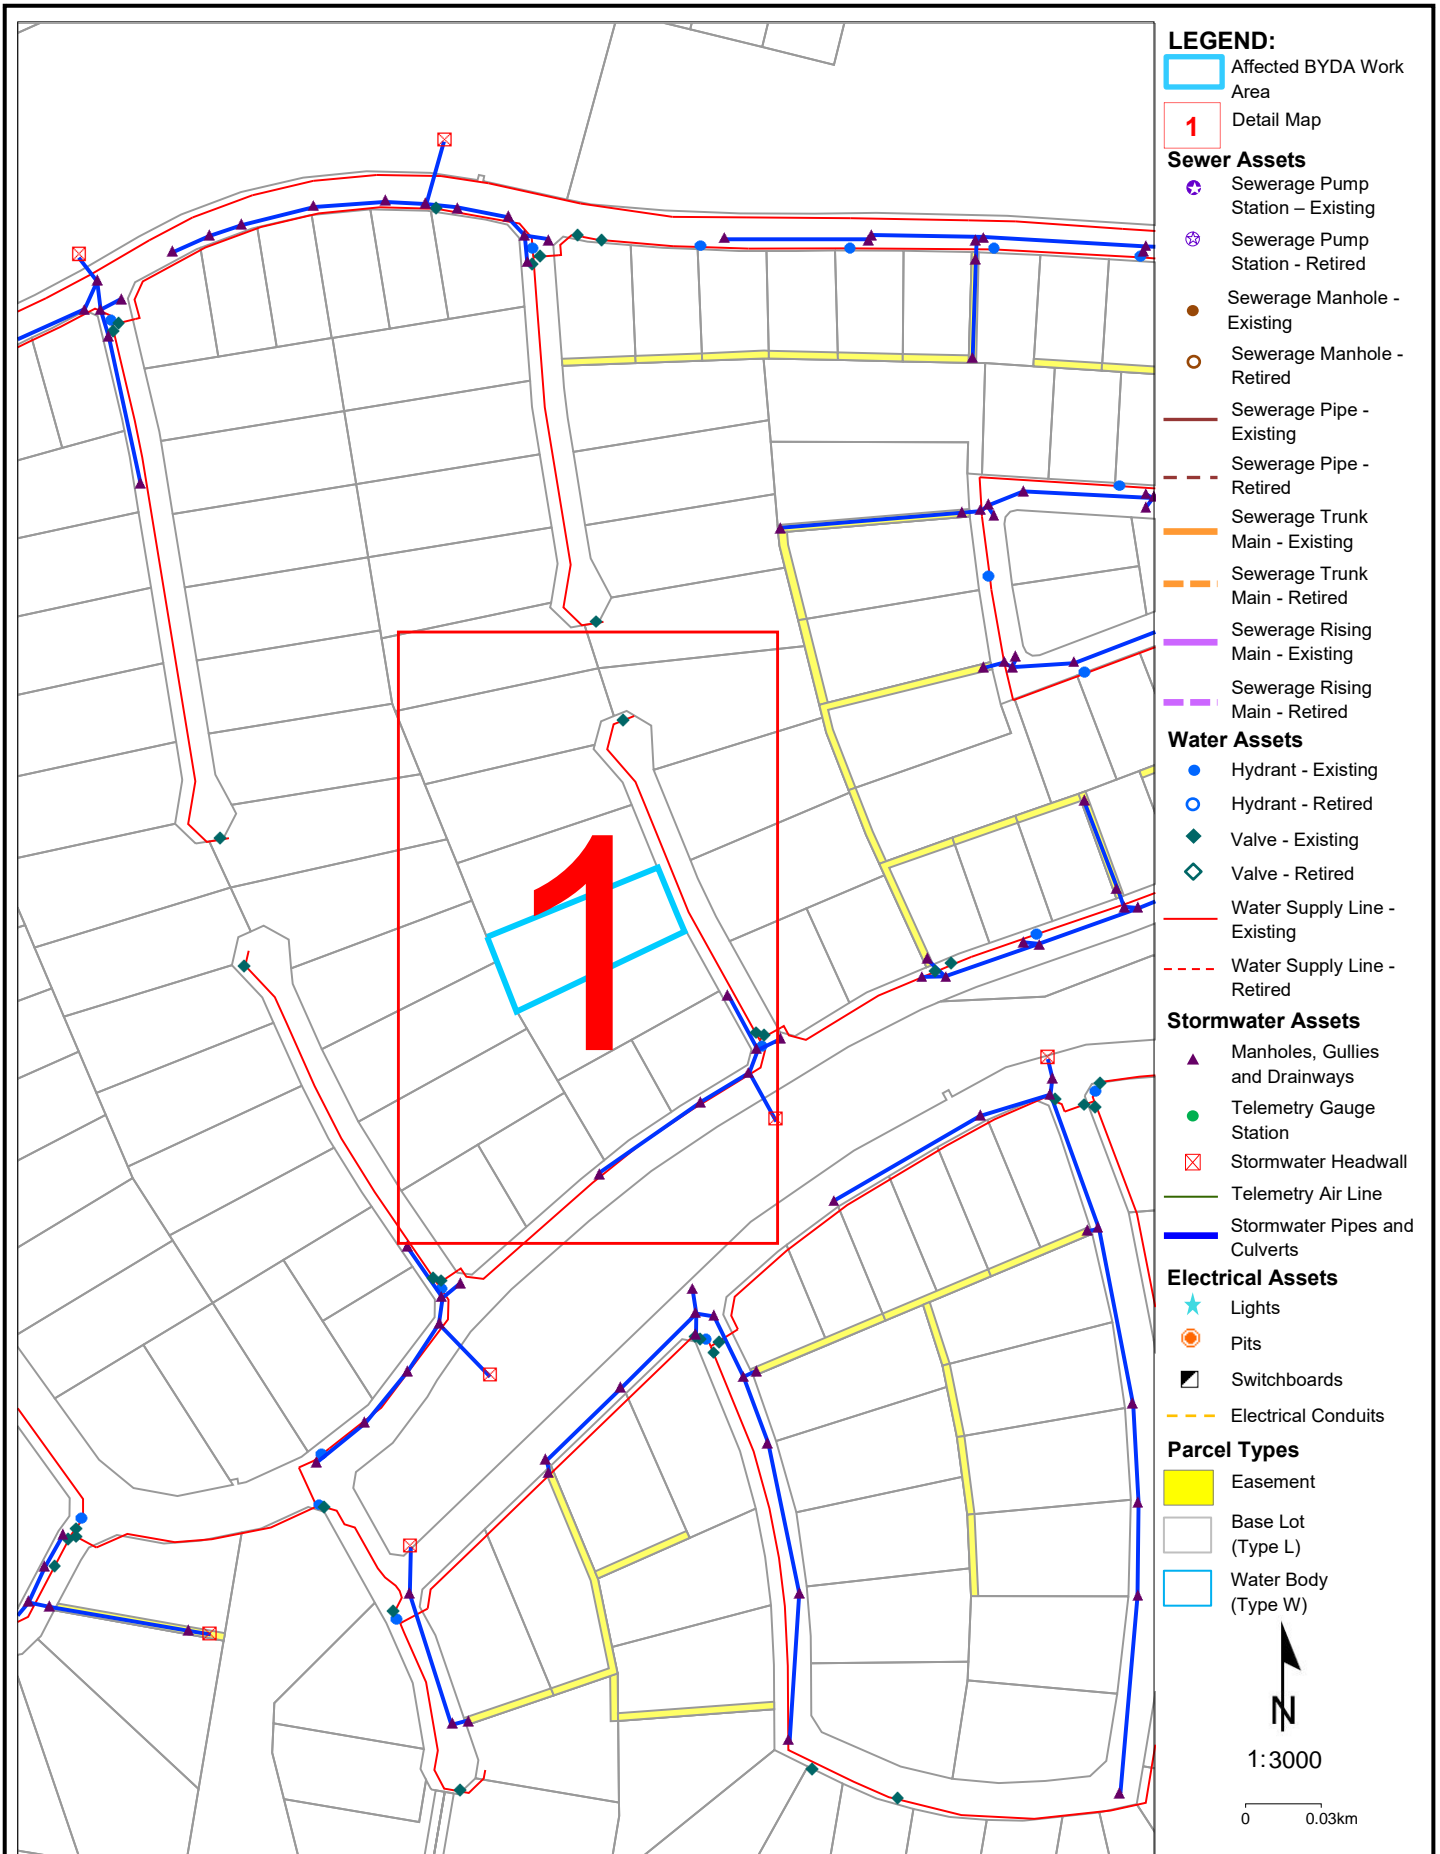 LEGEND:
Affected BYDA Work
Area
1
Detail Map
Sewer Assets
Sewerage Pump
Station – Existing
Sewerage Pump
Station - Retired
Sewerage Manhole -
Existing
Sewerage Manhole -
Retired
Sewerage Pipe -
Existing
Sewerage Pipe -
Retired
Sewerage Trunk
Main - Existing
Sewerage Trunk
Main - Retired
Sewerage Rising
Main - Existing
Sewerage Rising
Main - Retired
Water Assets
Hydrant - Existing
Hydrant - Retired
Valve - Existing
Valve - Retired
Water Supply Line -
Existing
Water Supply Line -
Retired
Stormwater Assets
Manholes, Gullies
and Drainways
Telemetry Gauge
Station
Stormwater Headwall
Telemetry Air Line
Stormwater Pipes and
Culverts
Electrical Assets
Lights
Pits
Switchboards
Electrical Conduits
Parcel Types
Easement
Base Lot
(Type L)
Water Body
(Type W)
N
1:3000
0 0.03km
1